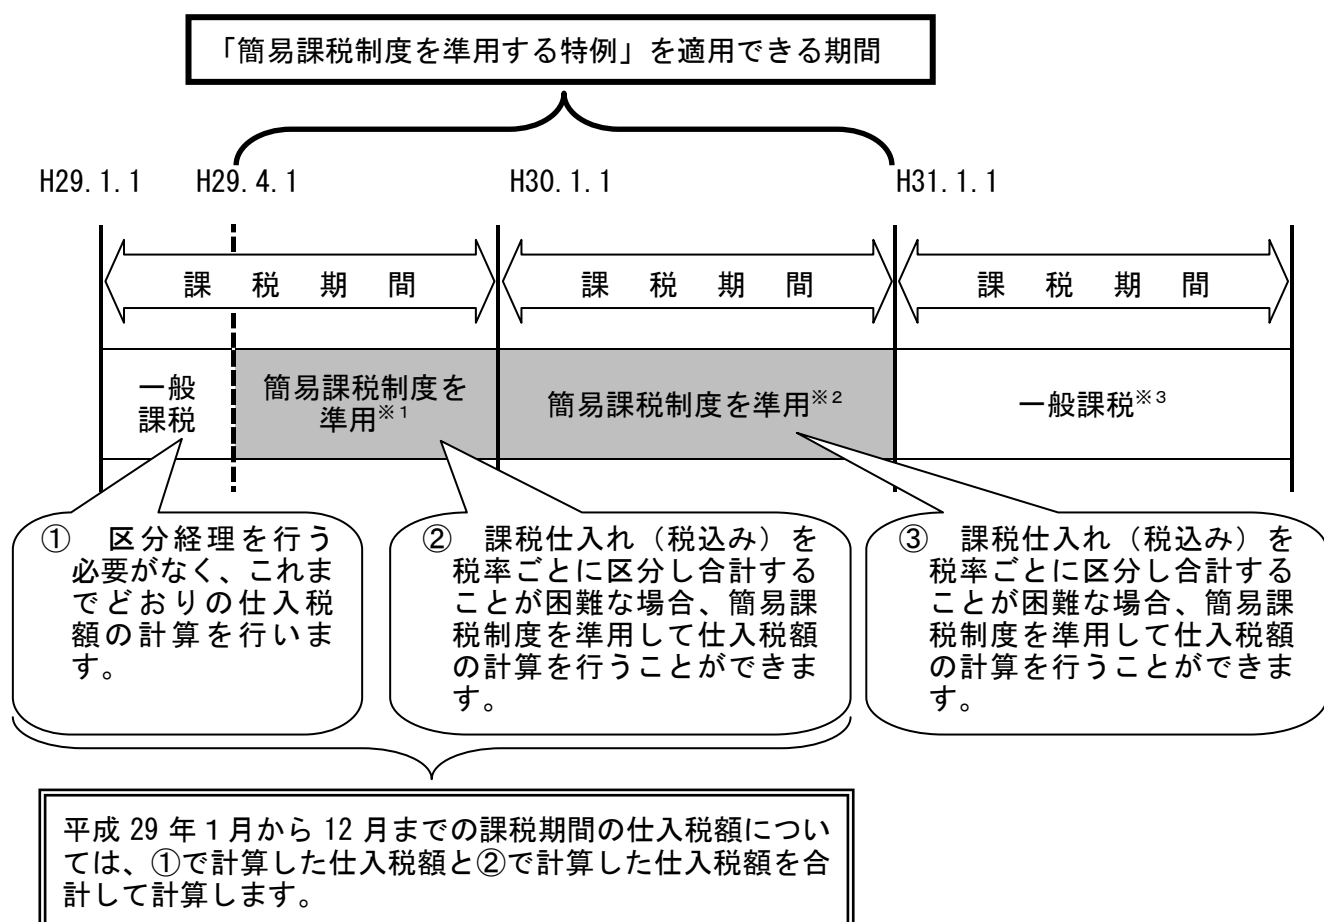 「簡易課税制度を準用する特例」を適用できる期間
H29.1.1 H29.4.1 H30.1.1 H31.1.1
課税期間 課税期間 課税期間
一般
課税
簡易課税制度を
準用※1
簡易課税制度を準用※2
一般課税※3
① 区分経理を行う
必要がなく、これま
でどおりの仕入税
額の計算を行いま
す。
② 課税仕入れ（税込み）を
税率ごとに区分し合計する
ことが困難な場合、簡易課
税制度を準用して仕入税額
の計算を行うことができま
す。
③ 課税仕入れ（税込み）を
税率ごとに区分し合計する
ことが困難な場合、簡易課
税制度を準用して仕入税額
の計算を行うことができま
す。
平成 29 年１月から 12 月までの課税期間の仕入税額につい
ては、①で計算した仕入税額と②で計算した仕入税額を合
計して計算します。